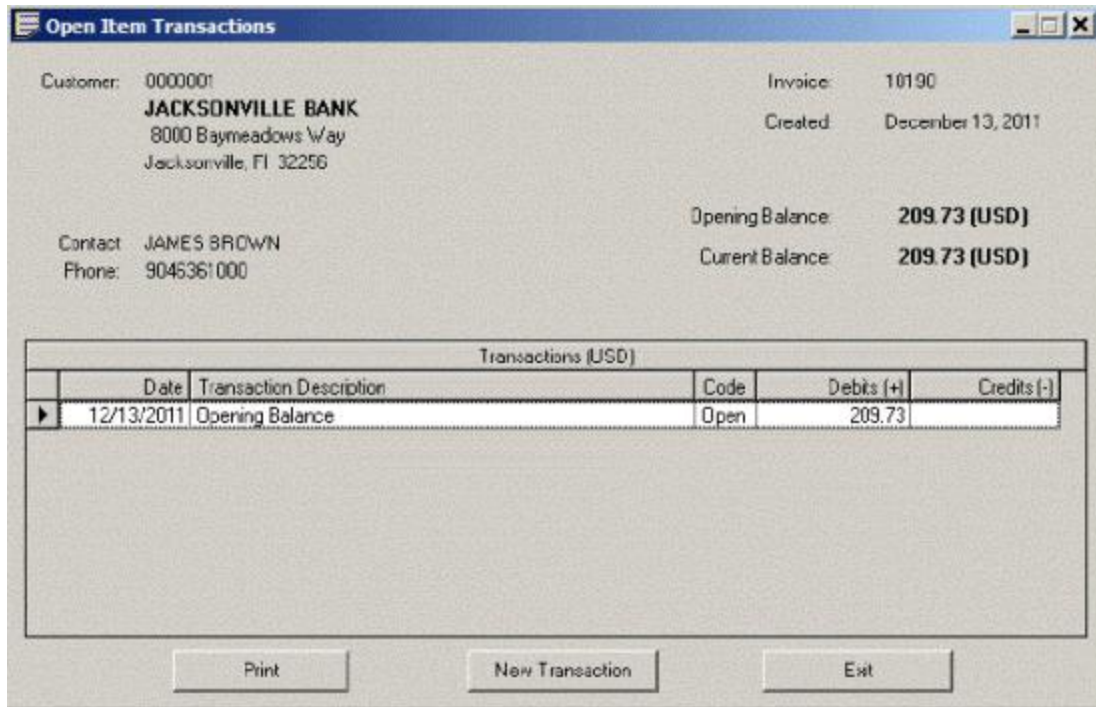 Open Item Transactions
Customer: 0000001
JACKSONVILLE BANK
8000 Baymeadows Way
Jacksonville, Fl 32256
Contact JAMES BROWN
Phone: 9046361000
Invoice: 10190
Created: December 13, 2011
Opening Balance: 209.73 (USD)
Current Balance: 209.73 (USD)
Transactions (USD)
Date Transaction Description Code Debits (+) Credits (-)
12/13/2011 Opening Balance Open 209.73
Print New Transaction Exit